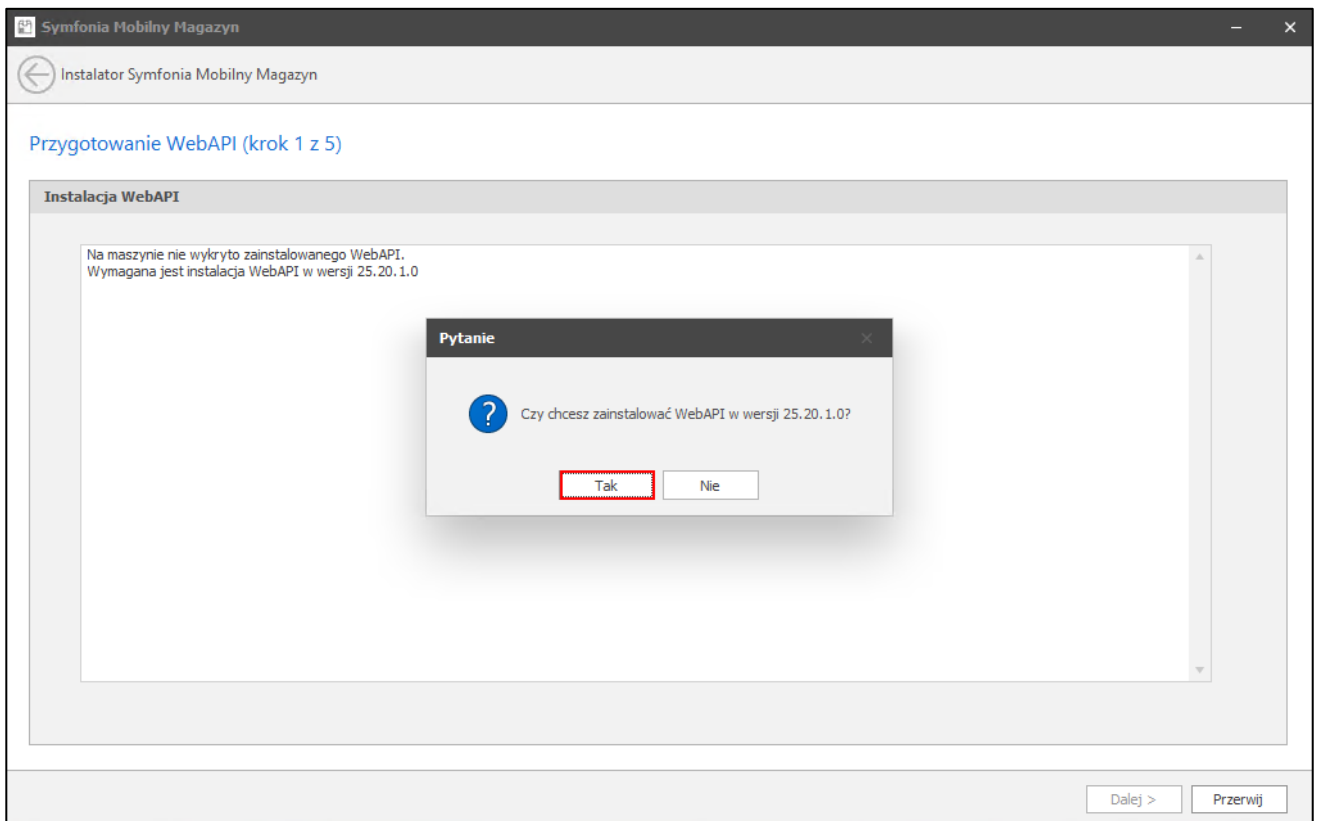 Symfonia Mobilny Magazyn
Instalator Symfonia Mobilny Magazyn
Przygotowanie WebAPI (krok 1 z 5)
Instalacja WebAPI
Na maszynie nie wykryto zainstalowanego WebAPI.
Wymagana jest instalacja WebAPI w wersji 25.20.1.0
Pytanie
Czy chcesz zainstalować WebAPI w wersji 25.20.1.0?
Tak Nie
Dalej > Przerwij